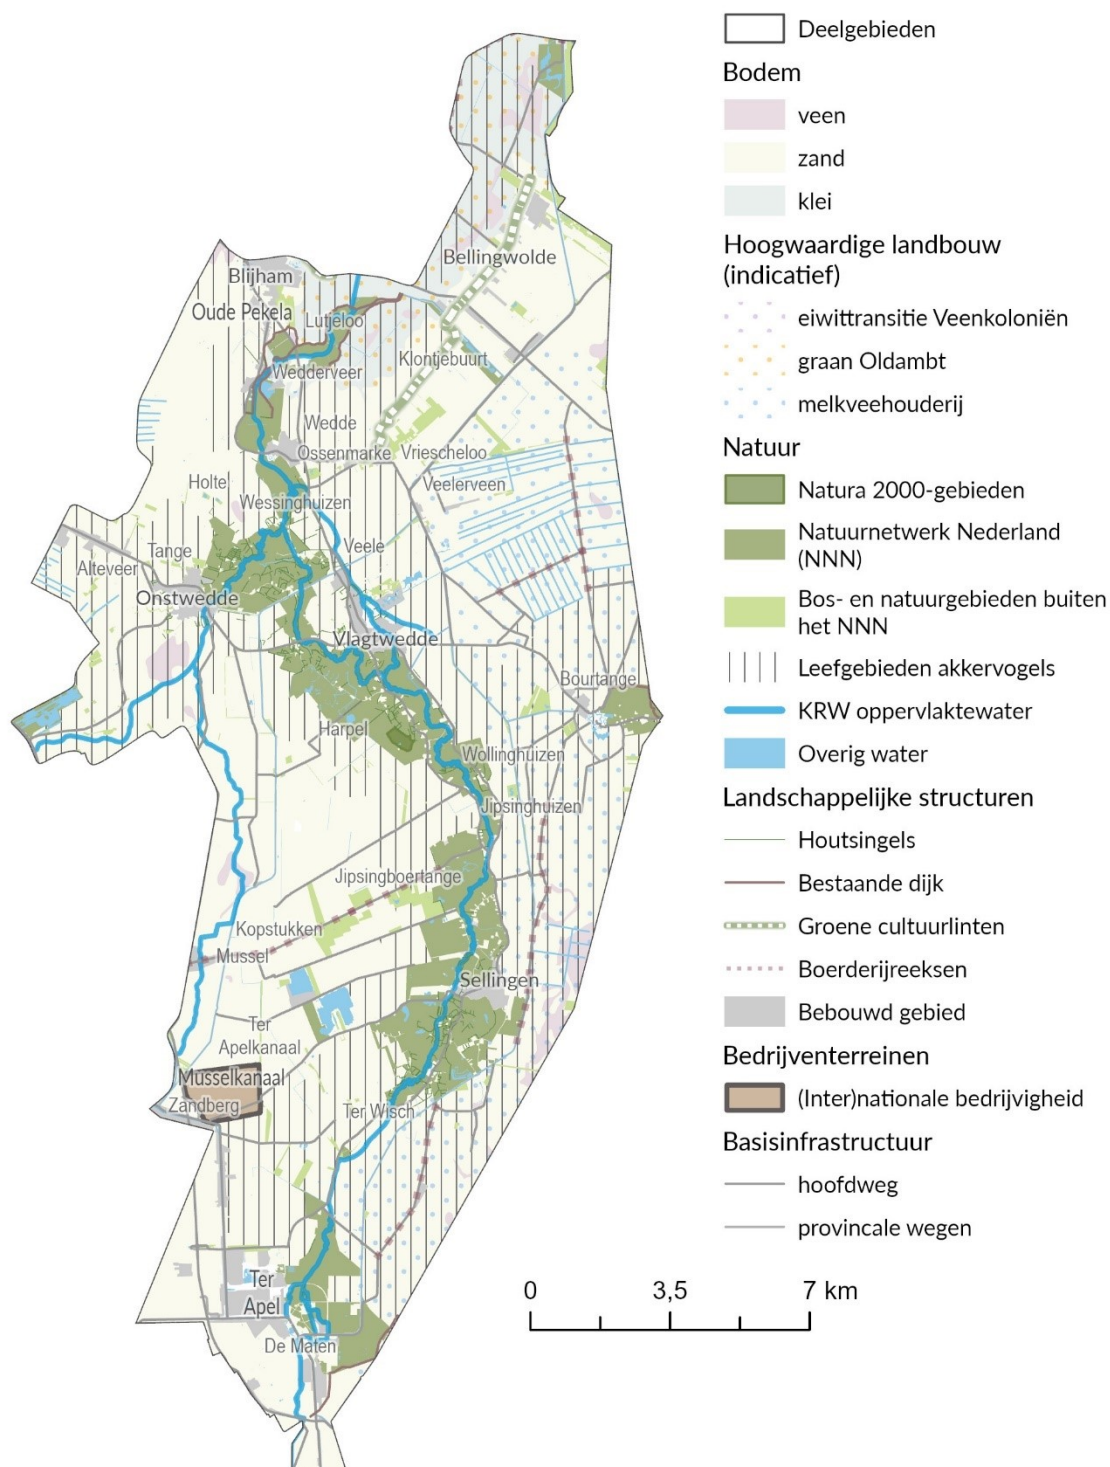 Deelgebieden
Bodem
veen
zand
klei
Hoogwaardige landbouw
(indicatief)
eiwittransitie Veenkoloniën
graan Oldambt
melkveehouderij
Natuur
Natura 2000-gebieden
Natuurnetwerk Nederland
(NNN)
Bos- en natuurgebieden buiten
het NNN
Leefgebieden akkervogels
KRW oppervlaktewater
Overig water
Landschappelijke structuren
Houtsingels
Bestaande dijk
Groene cultuurlinten
Boerderijreeksen
Bebouwd gebied
Bedrijventerreinen
(Inter)nationale bedrijvigheid
Basisinfrastructuur
hoofdweg
provincale wegen
0 3,5 7 km
Bellingwolde
Blijham
Oude Pekela
Lutjeloo
Klontjebuurt
Wedderveer
Wedde
Ossenmarke
Vriescheloo
Holte
Veelerveen
Wessinghuizen
Tange
Veele
Alteveer
Onstwedde
Vlagtwedde
Bourtange
Harpel
Wollinghuizen
Jipsinghuizen
Jipsingboertange
Kopstukken
Mussel
Sellingen
Ter
Apelkanaal
Musselkanaal
Zandberg
Ter Wisch
Ter
Apel
De Maten